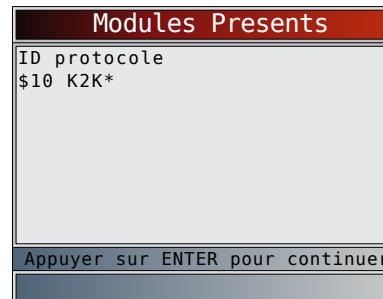 Modules Presents
ID protocole
$10 K2K*
Appuyer sur ENTER pour continuer